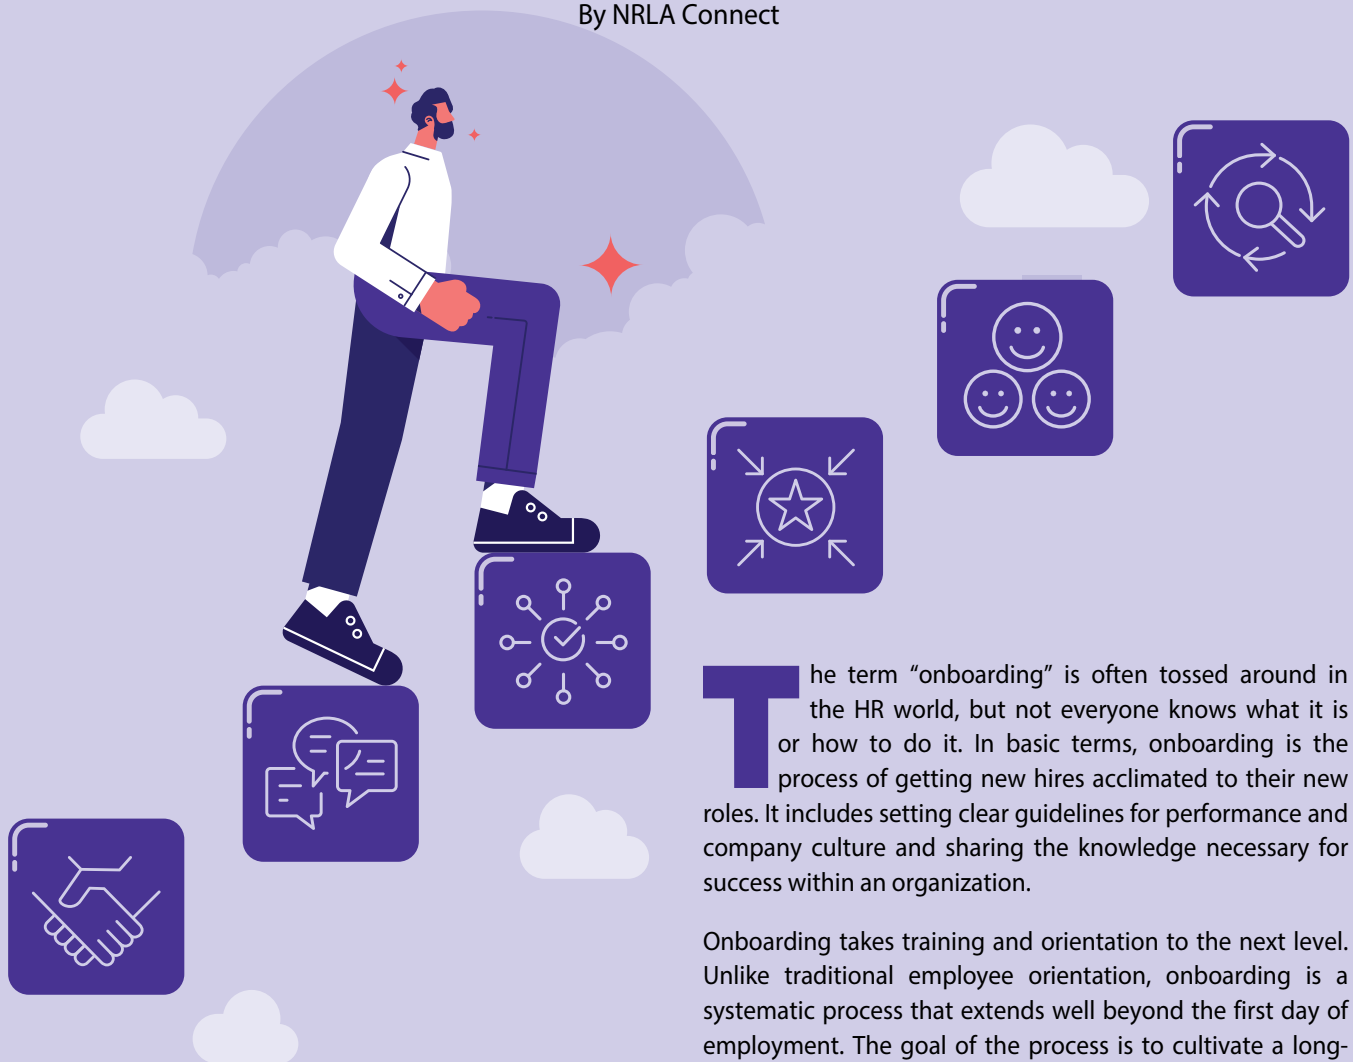 By NRLA Connect
The term “onboarding” is often tossed around in
the HR world, but not everyone knows what it is
or how to do it. In basic terms, onboarding is the
process of getting new hires acclimated to their new
roles. It includes setting clear guidelines for performance and
company culture and sharing the knowledge necessary for
success within an organization.
Onboarding takes training and orientation to the next level.
Unlike traditional employee orientation, onboarding is a
systematic process that extends well beyond the first day of
employment. The goal of the process is to cultivate a long-